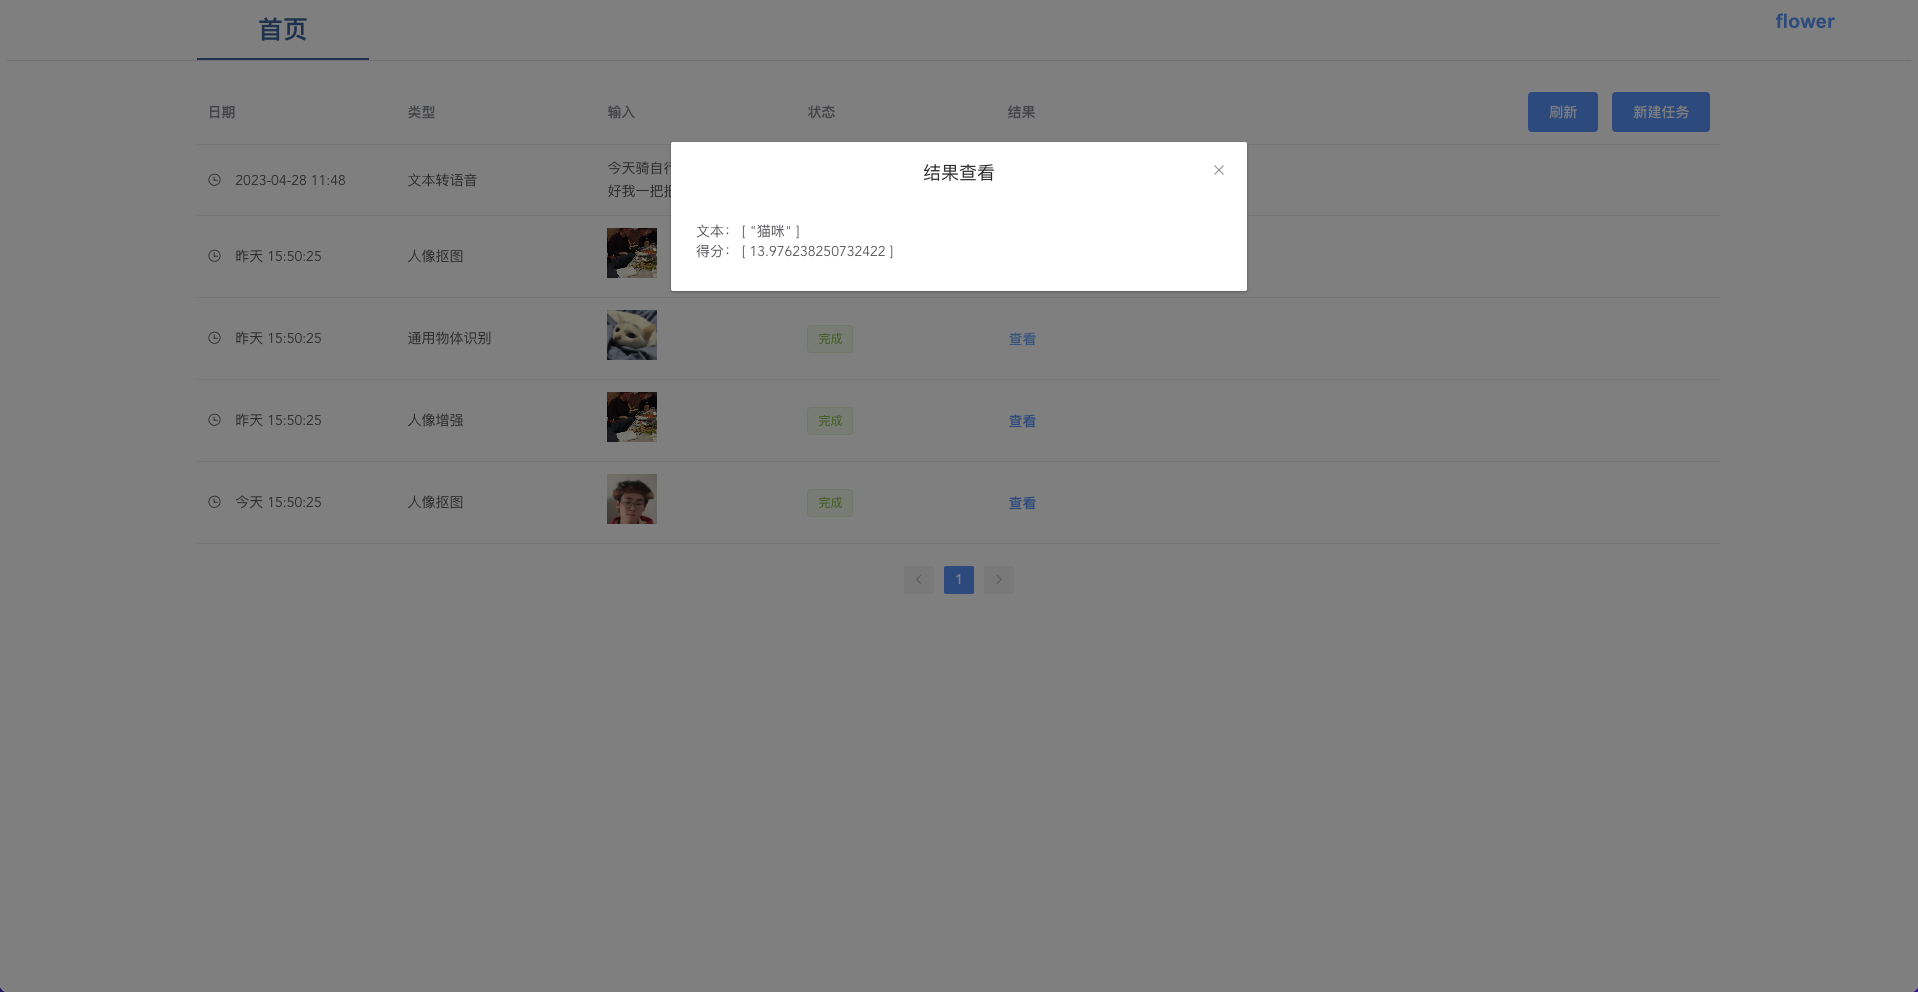 首页
flower
日期 类型 输入 状态 结果 刷新 新建任务
结果查看
2023-04-28 11:48 文本转语音 今天骑自行
好我一把把
文本： [ "猫咪" ]
得分： [ 13.976238250732422 ]
昨天 15:50:25 人像抠图
昨天 15:50:25 通用物体识别 完成 查看
昨天 15:50:25 人像增强 完成 查看
今天 15:50:25 人像抠图 完成 查看
1